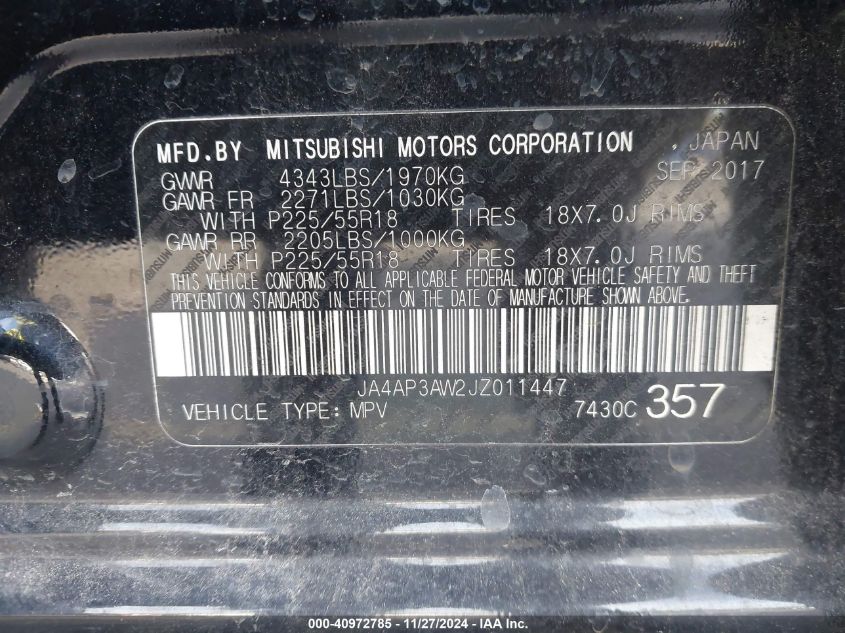 MFD.BY MITSUBISHI MOTORS CORPORATION , JAPAN
GVWR 4343LBS/1970KG SEP 2017
GAWR FR 2271LBS/1030KG
WITH P225/55R18 TIRES 18X7.0J RIMS
GAWR RR 2205LBS/1000KG
WITH P225/55R18 TIRES 18X7.0J RIMS
THIS VEHICLE CONFORMS TO ALL APPLICABLE FEDERAL MOTOR VEHICLE SAFETY AND THEFT
PREVENTION STANDARDS IN EFFECT ON THE DATE OF MANUFACTURE SHOWN ABOVE.
JA4AP3AW2JZ011447
VEHICLE TYPE: MPV 7430C 357
000-40972785 - 11/27/2024 - IAA Inc.